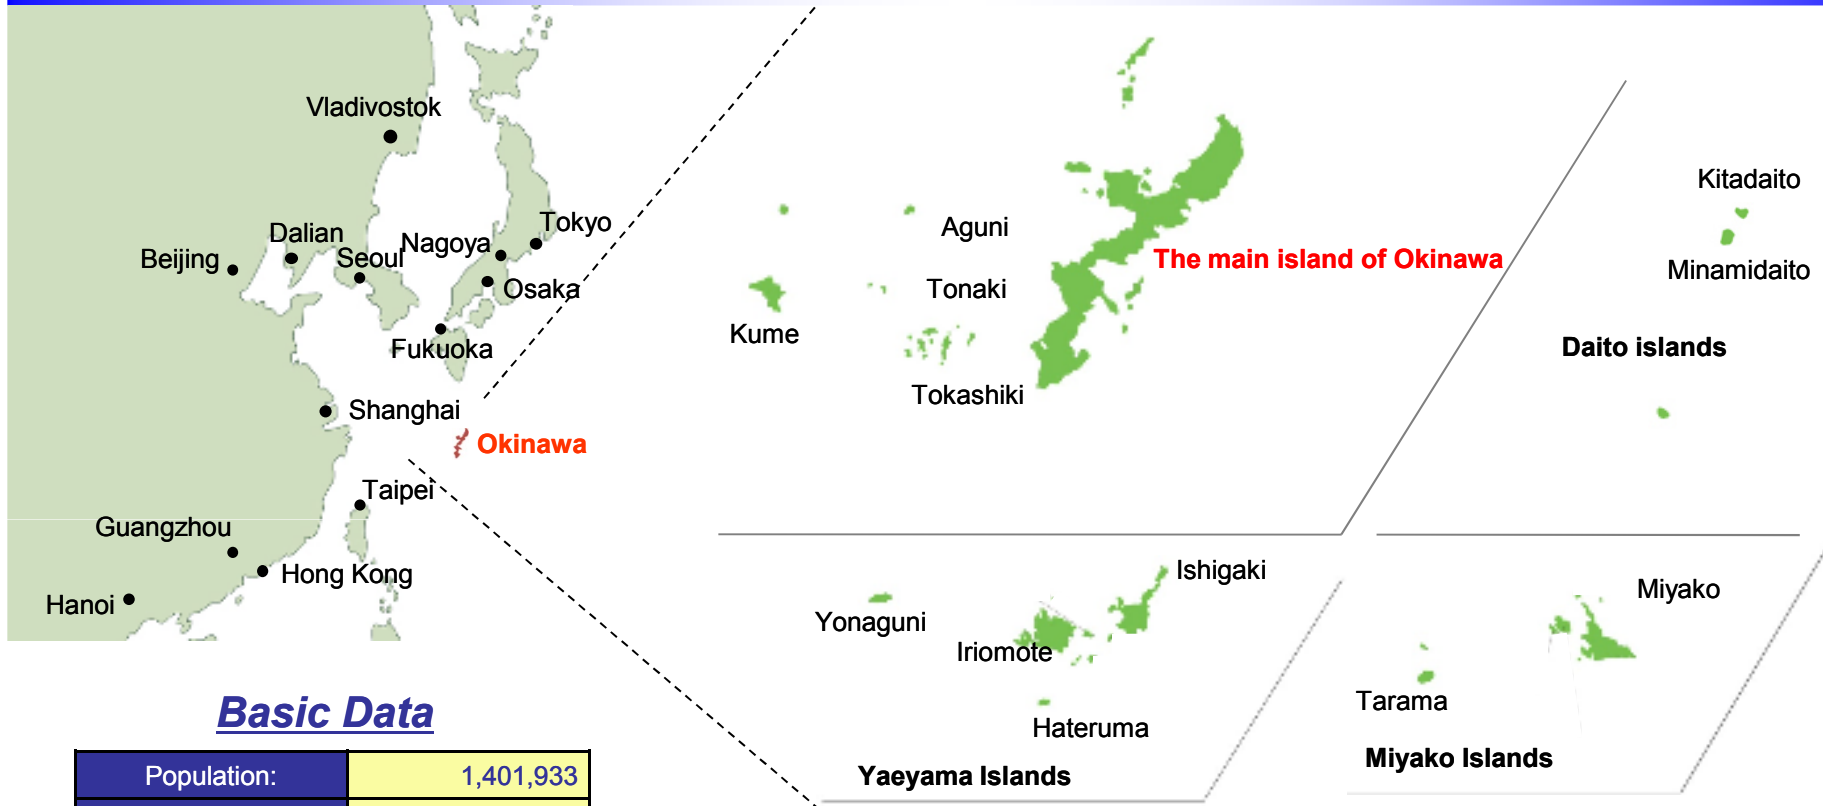 Vladivostok
Tokyo
Dalian
Nagoya
Beijing
Seoul
Osaka
Fukuoka
Shanghai
Okinawa
Taipei
Guangzhou
Hong Kong
Hanoi
Aguni
The main island of Okinawa
Tonaki
Kume
Tokashiki
Kitadaito
Minamidaito
Daito islands
Ishigaki
Yonaguni
Iriomote
Hateruma
Yaeyama Islands
Miyako
Tarama
Miyako Islands
Basic Data
Population: 1,401,933